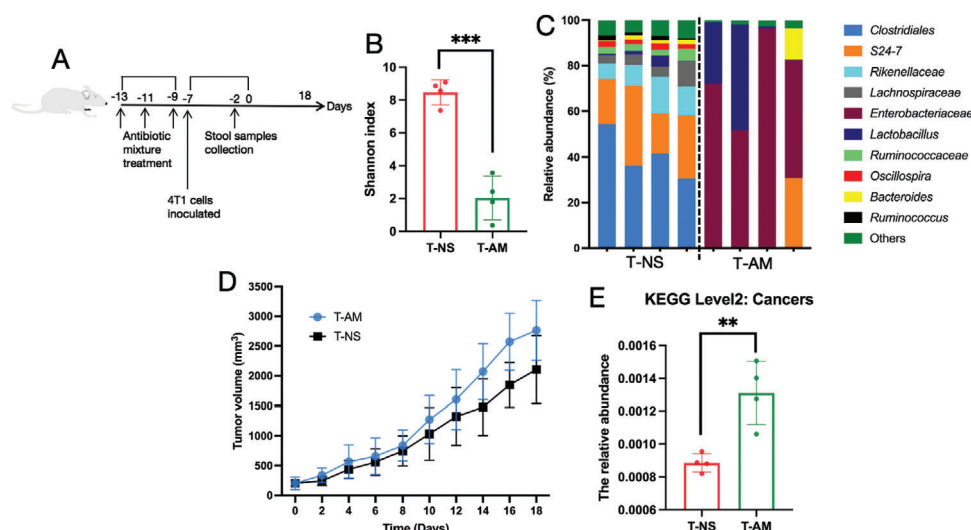 A
-13
-11
-9
-7
-2
0
18
Days
Antibiotic
mixture
treatment
Stool samples
collection
4T1 cells
inoculated
B
***
Shannon index
10
8
6
4
2
0
T-NS
T-AM
C
Relative abundance (%)
100
80
60
40
20
0
T-NS
T-AM
Clostridiales
S24-7
Rikenellaceae
Lachnospiraceae
Enterobacteriaceae
Lactobacillus
Ruminococcaceae
Oscillospira
Bacteroides
Ruminococcus
Others
D
T-AM
T-NS
Tumor volume (mm³)
3500
3000
2500
2000
1500
1000
500
0
0 2 4 6 8 10 12 14 16 18
Time (Days)
E
KEGG Level2: Cancers
**
The relative abundance
0.0016
0.0014
0.0012
0.0010
0.0008
0.0006
T-NS
T-AM